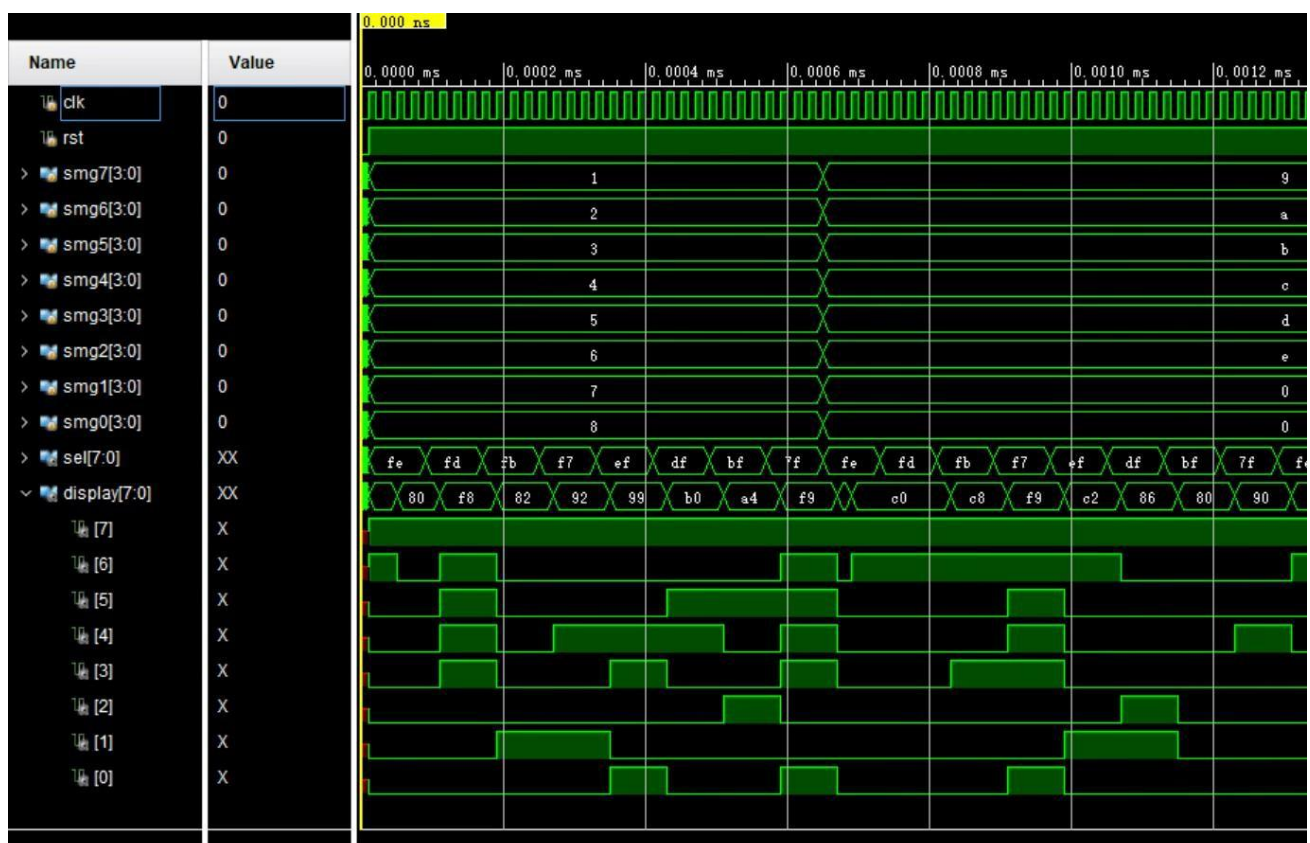 0.000 ns
Name Value
0.0000 ms 0.0002 ms 0.0004 ms 0.0006 ms 0.0008 ms 0.0010 ms 0.0012 ms
clk 0
rst 0
> smg7[3:0] 0 1 9
> smg6[3:0] 0 2 a
> smg5[3:0] 0 3 b
> smg4[3:0] 0 4 c
> smg3[3:0] 0 5 d
> smg2[3:0] 0 6 e
> smg1[3:0] 0 7 0
> smg0[3:0] 0 8 0
> sel[7:0] XX fe fd fb f7 ef df bf 7f fe fd fb f7 ef df bf 7f
display[7:0] XX 80 f8 82 92 99 b0 a4 f9 c0 c8 f9 c2 86 80 90
[7] X
[6] X
[5] X
[4] X
[3] X
[2] X
[1] X
[0] X